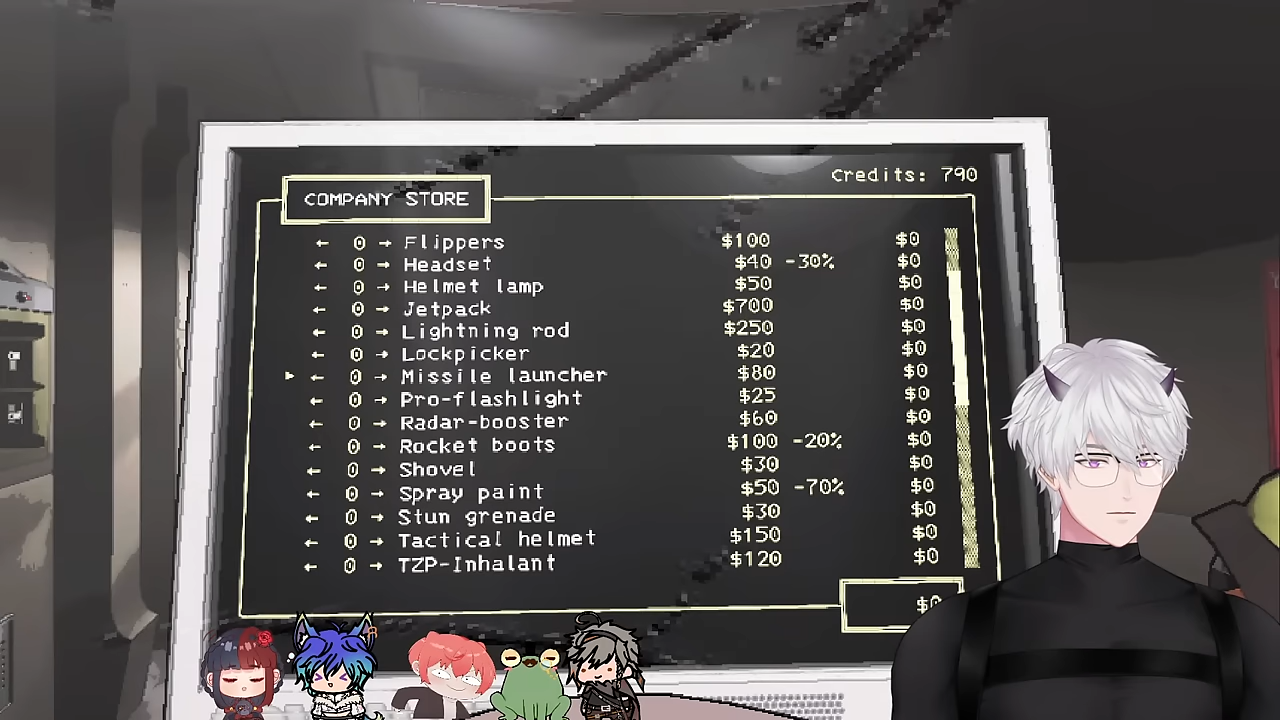 Credits: 790
COMPANY STORE
← 0 → Flippers $100 $0
← 0 → Headset $40 -30% $0
← 0 → Helmet lamp $50 $0
← 0 → Jetpack $700 $0
← 0 → Lightning rod $250 $0
← 0 → Lockpicker $20 $0
▸ ← 0 → Missile launcher $80 $0
← 0 → Pro-flashlight $25 $0
← 0 → Radar-booster $60 $0
← 0 → Rocket boots $100 -20% $0
← 0 → Shovel $30 $0
← 0 → Spray paint $50 -70% $0
← 0 → Stun grenade $30 $0
← 0 → Tactical helmet $150 $0
← 0 → TZP-Inhalant $120 $0
$0